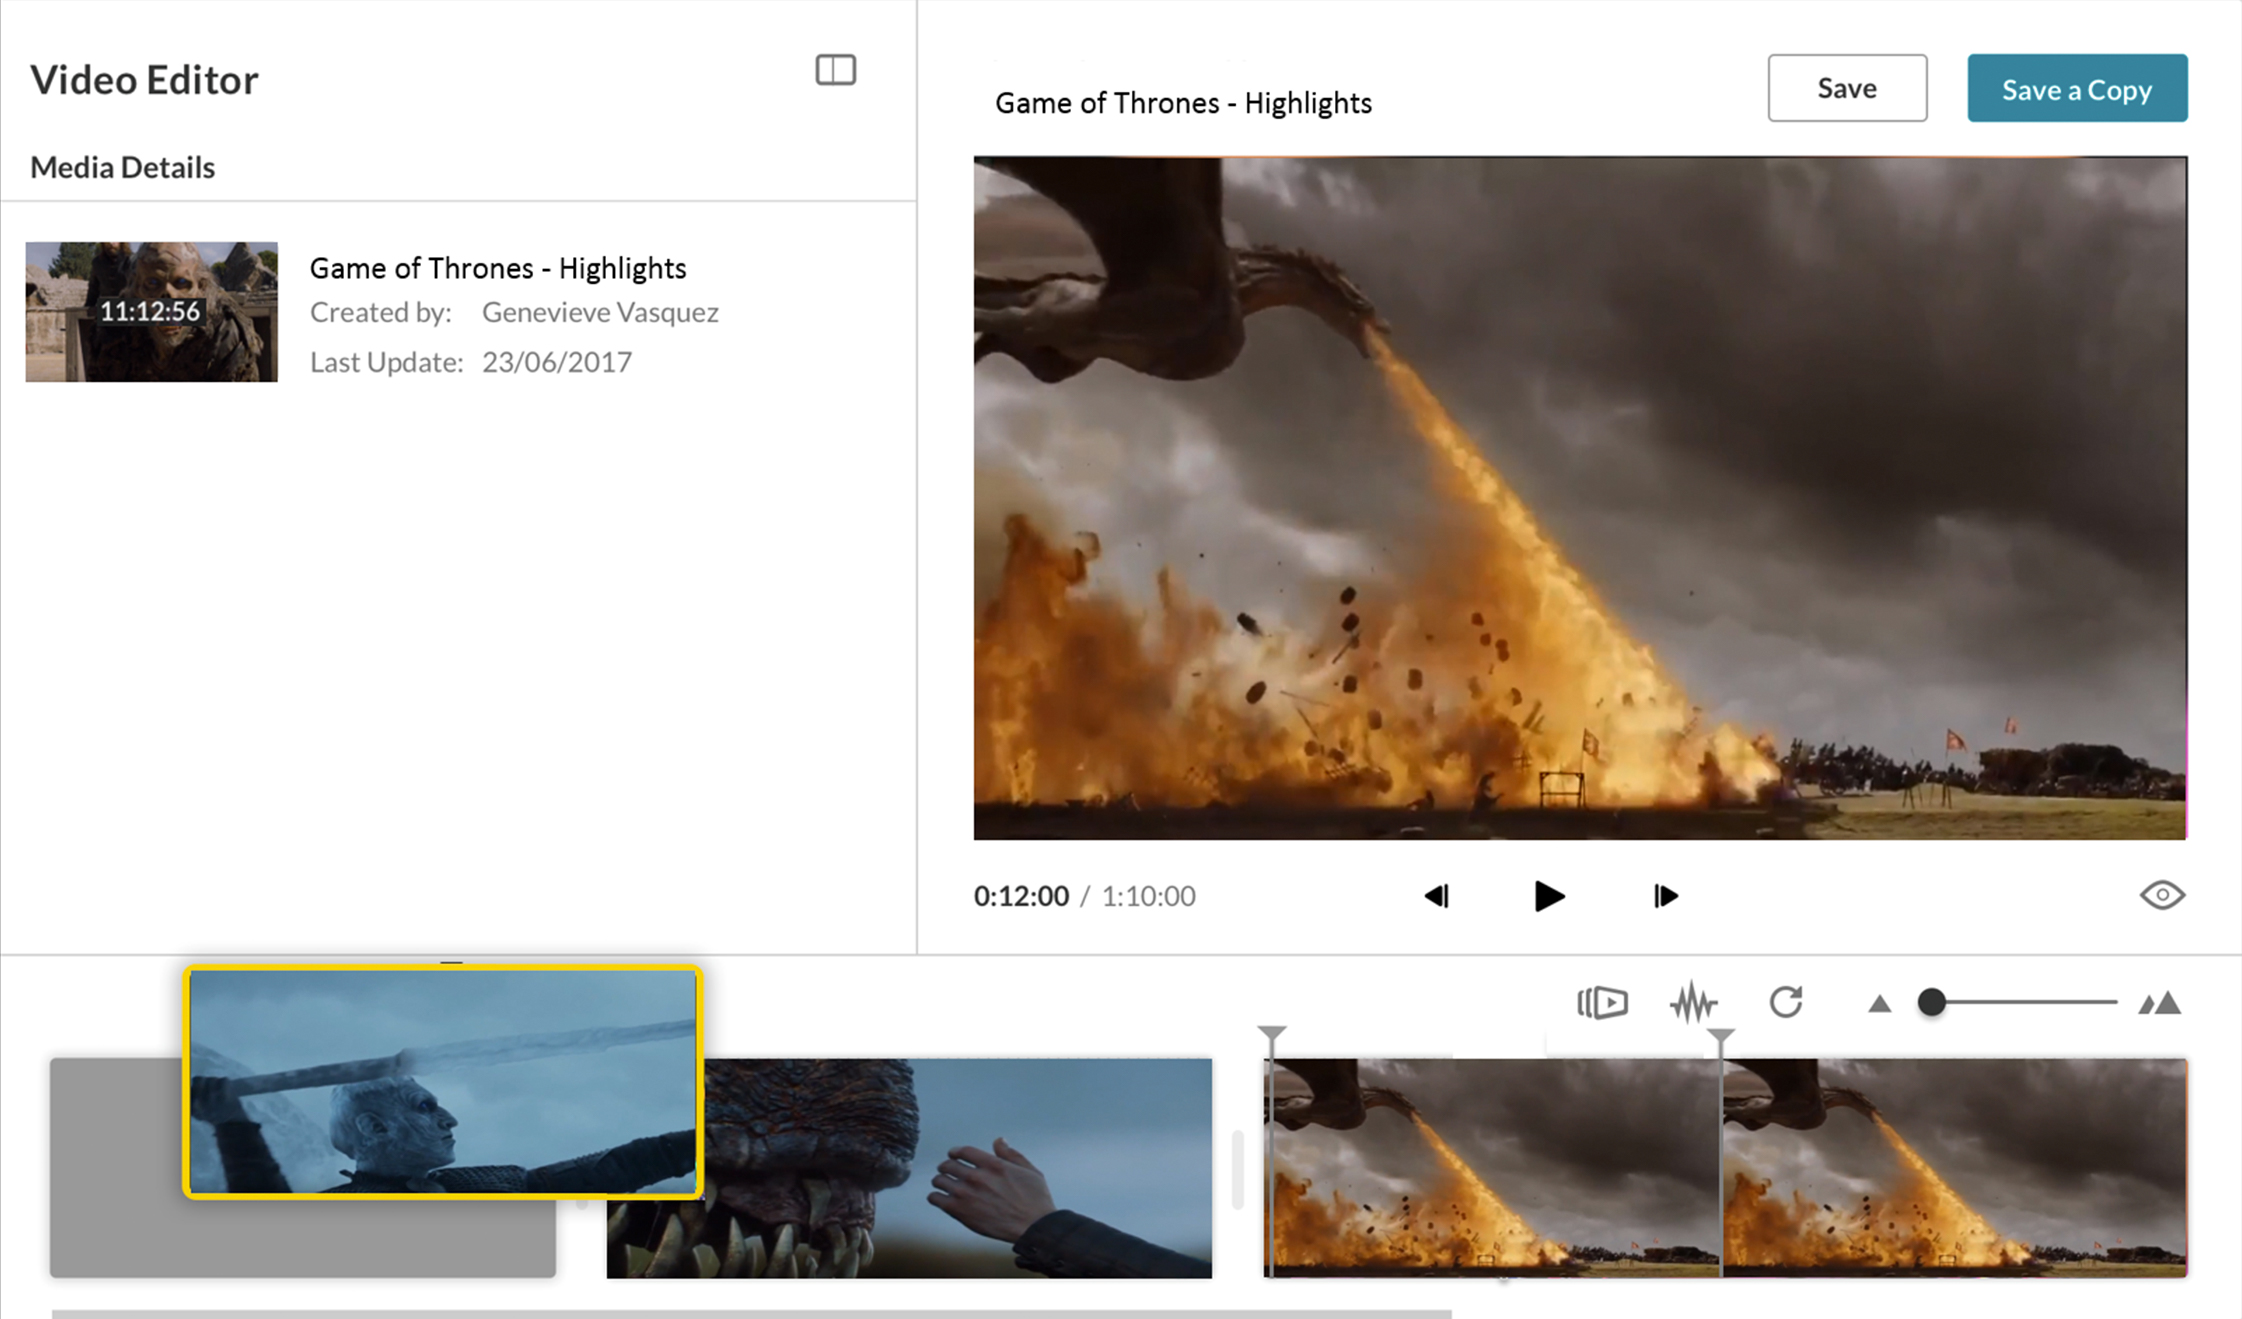 Video Editor
Media Details
11:12:56
Game of Thrones - Highlights
Created by: Genevieve Vasquez
Last Update: 23/06/2017
Game of Thrones - Highlights
Save
Save a Copy
0:12:00 / 1:10:00